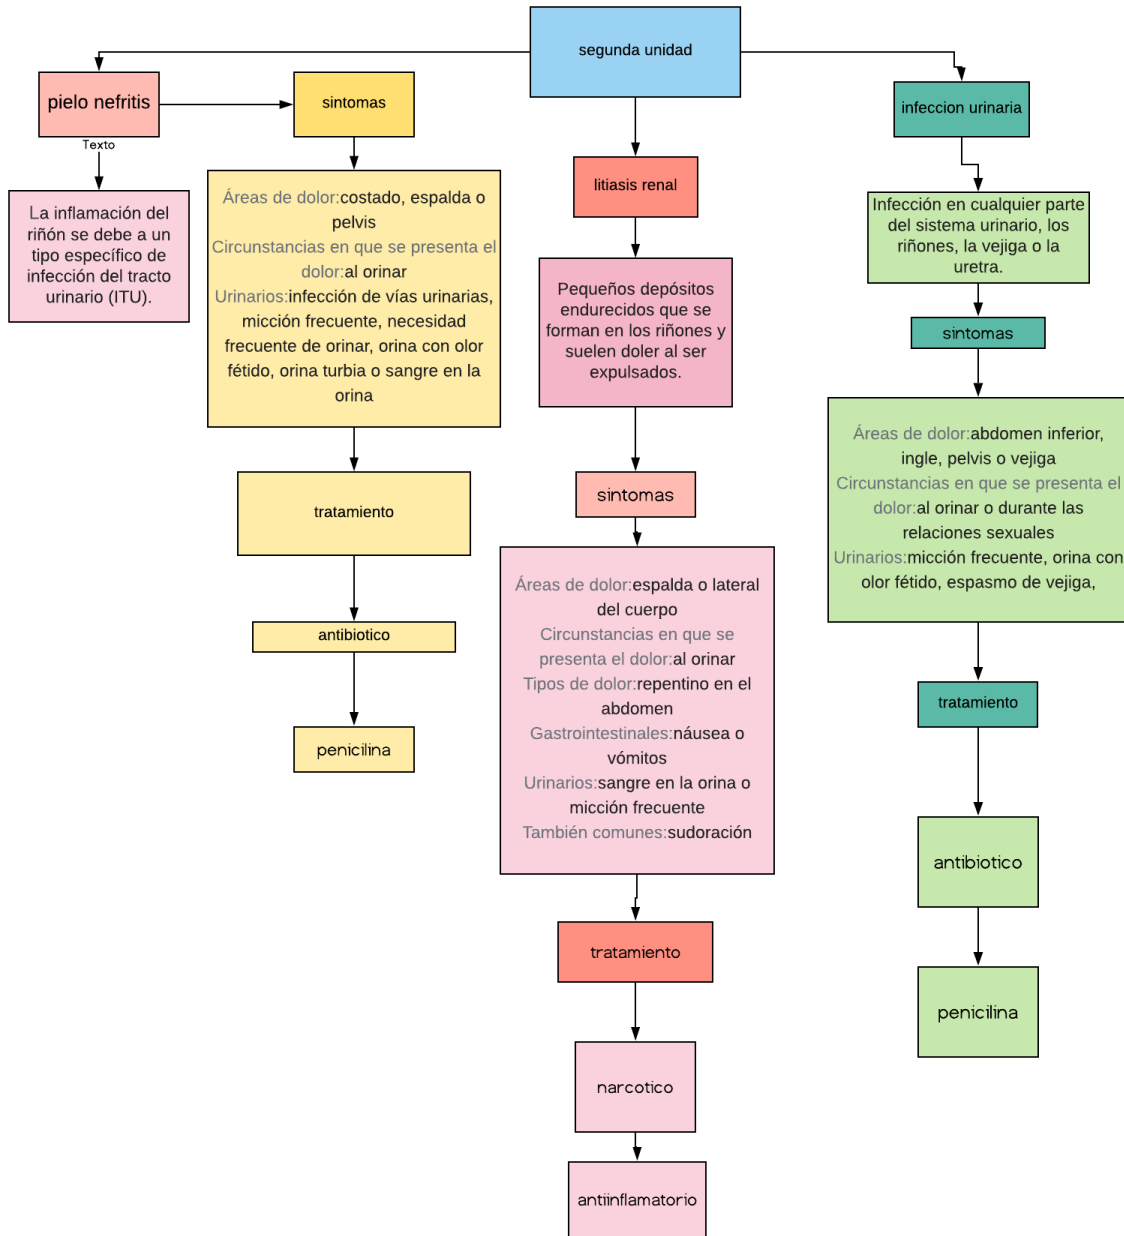 segunda unidad
pielo nefritis
Texto
La inflamación del
riñón se debe a un
tipo específico de
infección del tracto
urinario (ITU).
sintomas
Áreas de dolor:costado, espalda o
pelvis
Circunstancias en que se presenta el
dolor:al orinar
Urinarios:infección de vías urinarias,
micción frecuente, necesidad
frecuente de orinar, orina con olor
fétido, orina turbia o sangre en la
orina
tratamiento
antibiotico
penicilina
litiasis renal
Pequeños depósitos
endurecidos que se
forman en los riñones y
suelen doler al ser
expulsados.
sintomas
Áreas de dolor:espalda o lateral
del cuerpo
Circunstancias en que se
presenta el dolor:al orinar
Tipos de dolor:repentino en el
abdomen
Gastrointestinales:náusea o
vómitos
Urinarios:sangre en la orina o
micción frecuente
También comunes:sudoración
tratamiento
narcotico
antiinflamatorio
infeccion urinaria
Infección en cualquier parte
del sistema urinario, los
riñones, la vejiga o la
uretra.
sintomas
Áreas de dolor:abdomen inferior,
ingle, pelvis o vejiga
Circunstancias en que se presenta el
dolor:al orinar o durante las
relaciones sexuales
Urinarios:micción frecuente, orina con
olor fétido, espasmo de vejiga,
tratamiento
antibiotico
penicilina